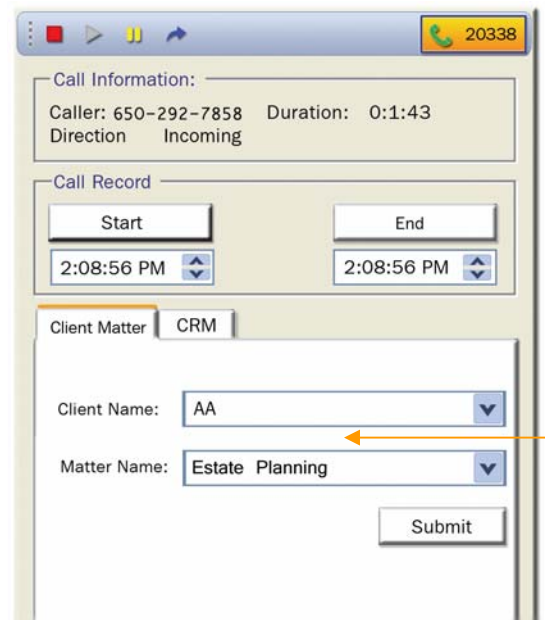 20338
Call Information:
Caller: 650-292-7858 Duration: 0:1:43
Direction Incoming
Call Record
Start End
2:08:56 PM 2:08:56 PM
Client Matter CRM
Client Name: AA
Matter Name: Estate Planning
Submit